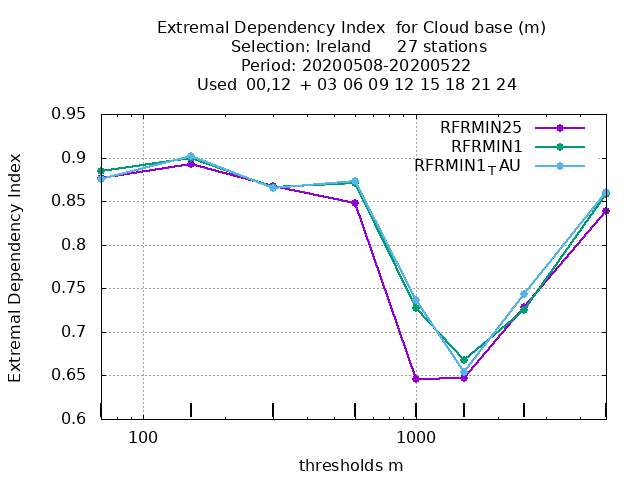 Extremal Dependency Index  for Cloud base (m)
Selection: Ireland     27 stations
Period: 20200508-20200522
Used  00,12  + 03 06 09 12 15 18 21 24
RFRMIN25
RFRMIN1
RFRMIN1TAU
Extremal Dependency Index
0.95
0.9
0.85
0.8
0.75
0.7
0.65
0.6
100
1000
thresholds m